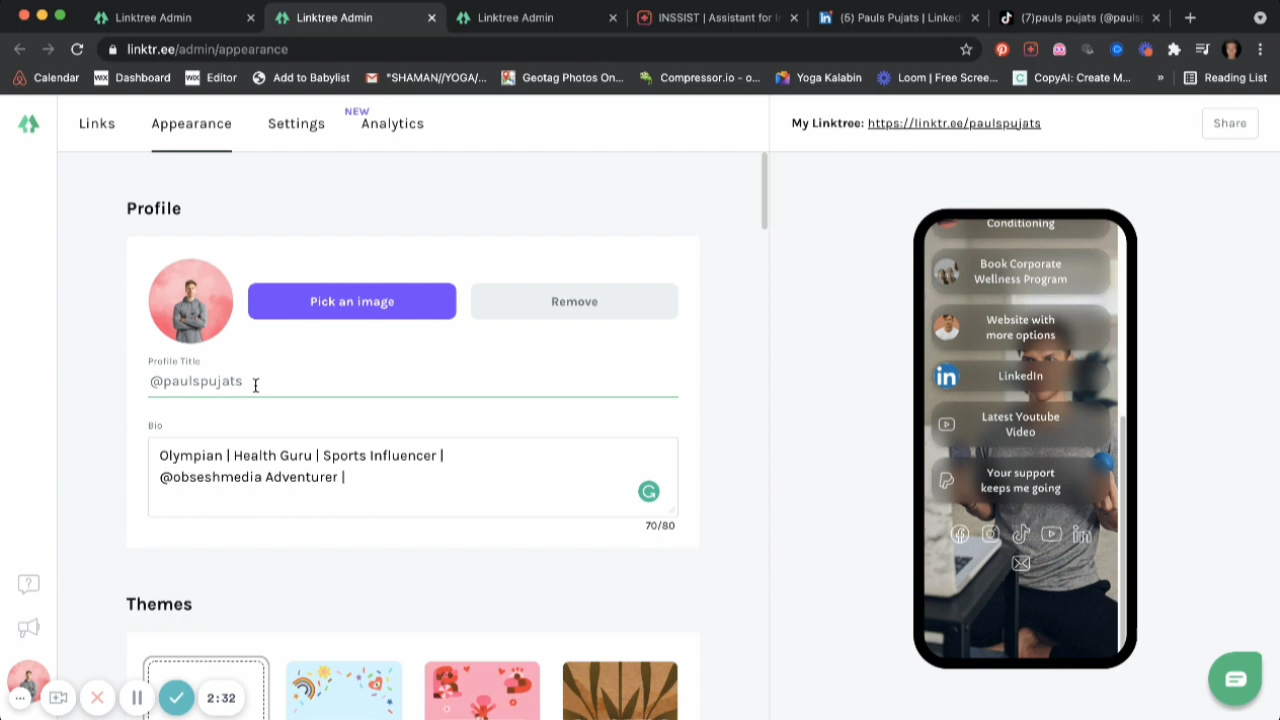 Linktree Admin
Linktree Admin
Linktree Admin
INSSIST | Assistant for I
(6) Pauls Pujats | Linked
(7)pauls pujats (@pauls
linktr.ee/admin/appearance
Calendar
Dashboard
Editor
Add to Babylist
"SHAMAN//YOGA/...
Geotag Photos On...
Compressor.io - o...
Yoga Kalabin
Loom | Free Scree...
CopyAI: Create M...
»
Reading List
Links
Appearance
Settings
NEW
Analytics
My Linktree: https://linktr.ee/paulspujats
Share
Profile
Pick an image
Remove
Profile Title
@paulspujats
Bio
Olympian | Health Guru | Sports Influencer |
@obseshmedia Adventurer |
70/80
Themes
2:32
Conditioning
Book Corporate
Wellness Program
Website with
more options
LinkedIn
Latest Youtube
Video
Your support
keeps me going